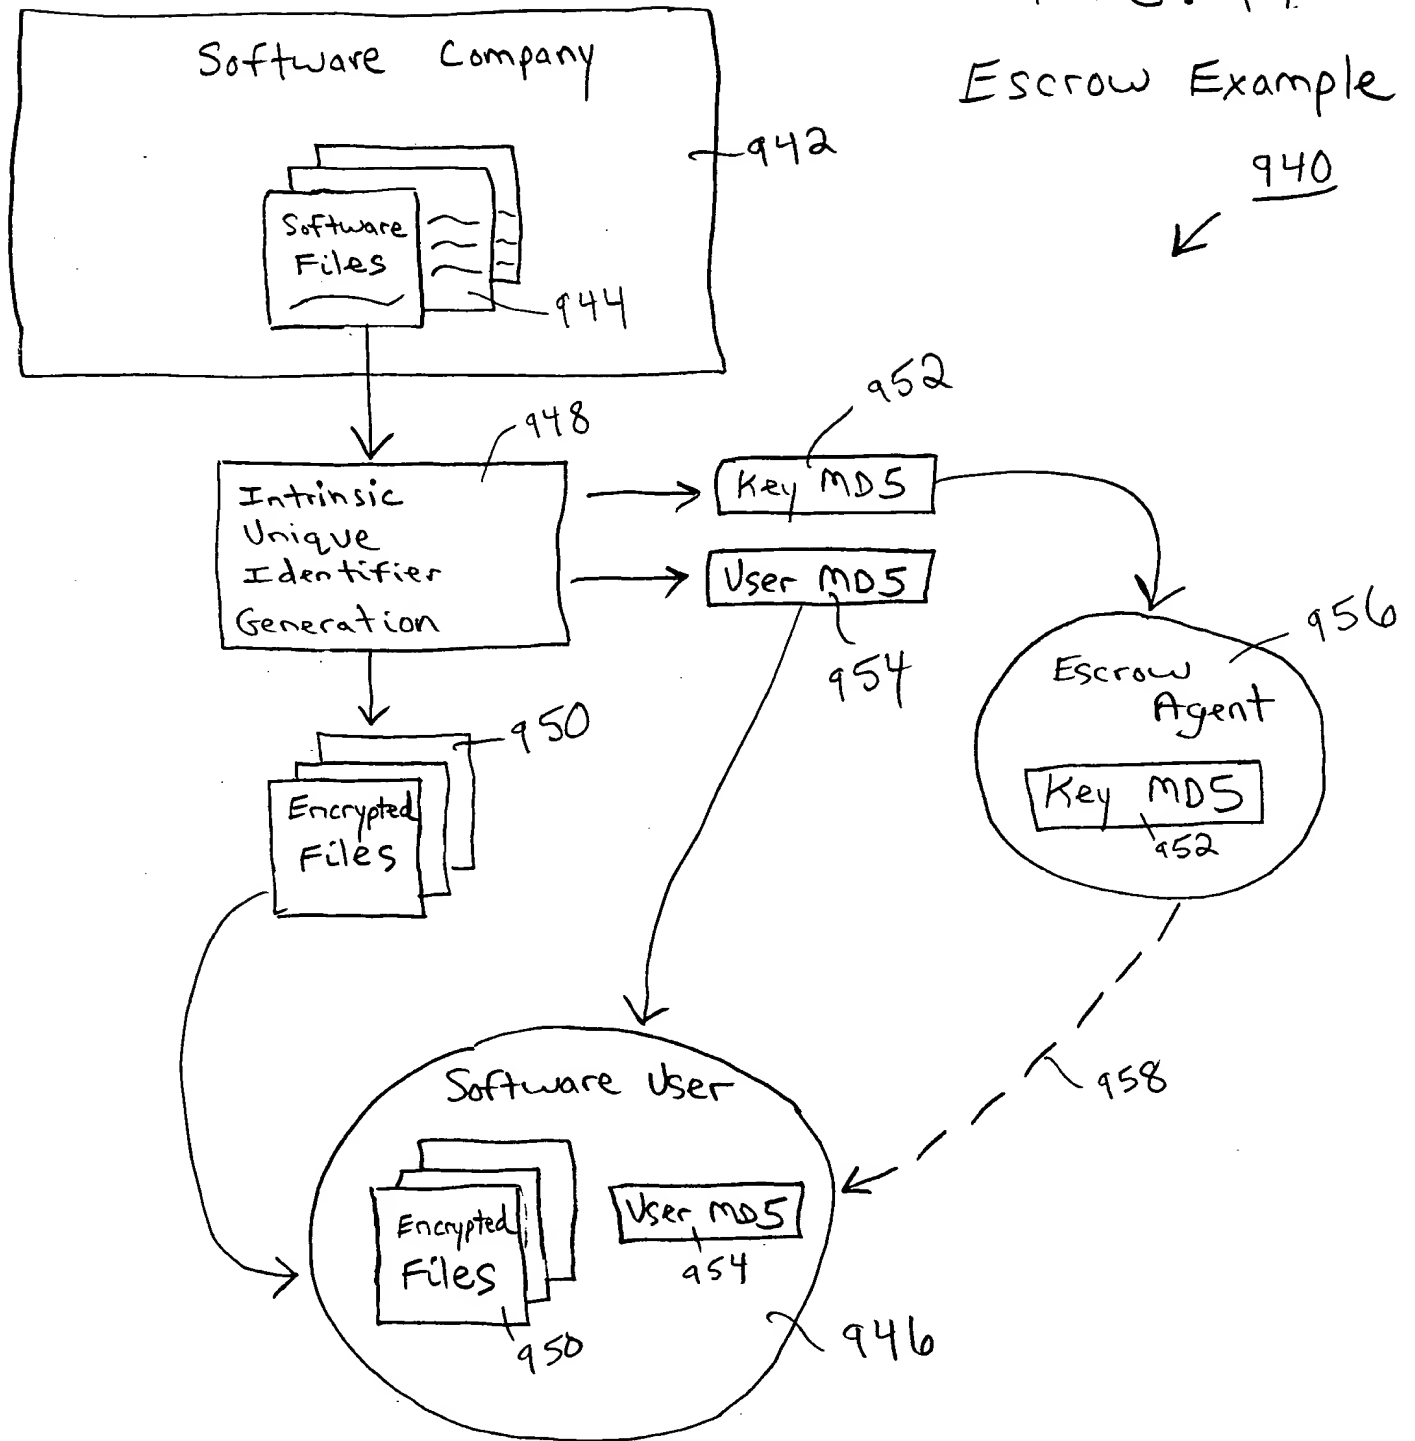 Software Company
Escrow Example
940
942
Software
Files
944
948
952
Intrinsic
Unique
Identifier
Generation
Key MD5
User MD5
954
956
Escrow
Agent
Key MD5
952
950
Encrypted
Files
958
Software User
Encrypted
Files
950
User MD5
954
946